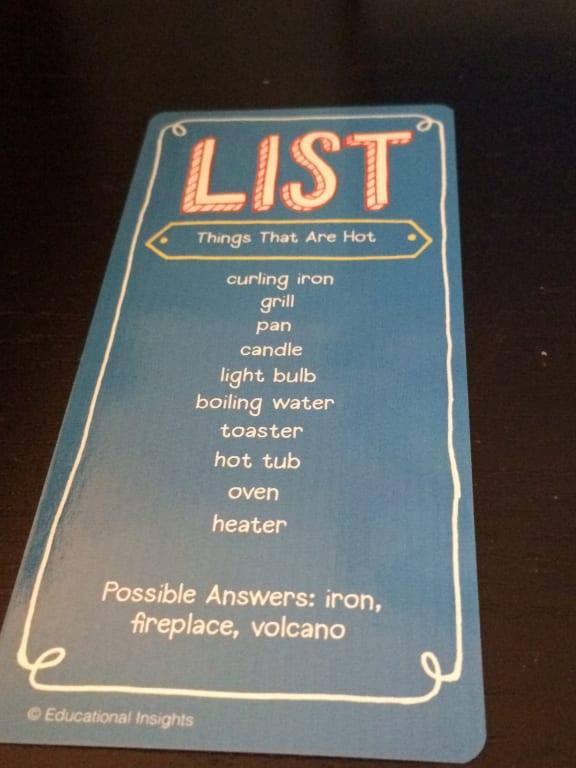 LIST
Things That Are Hot
curling iron
grill
pan
candle
light bulb
boiling water
toaster
hot tub
oven
heater
Possible Answers: iron,
fireplace, volcano
© Educational Insights